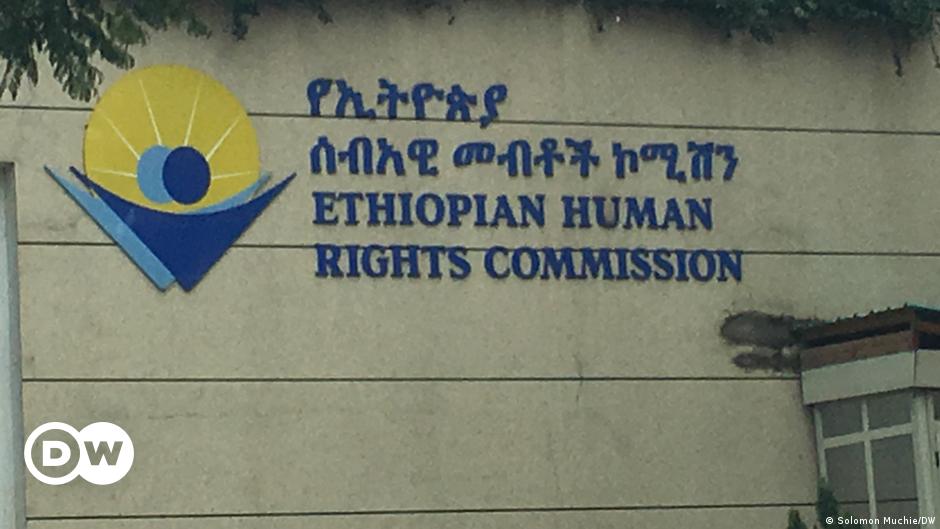 የኢትዮጵያ
ሰብአዊ መብቶች ኮሚሽን
ETHIOPIAN HUMAN
RIGHTS COMMISSION
DW
© Solomon Muchie/DW